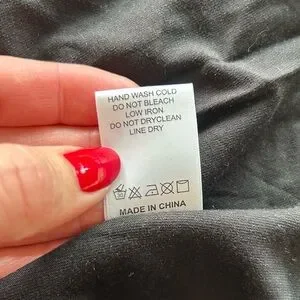 HAND WASH COLD
DO NOT BLEACH
LOW IRON
DO NOT DRYCLEAN
LINE DRY
MADE IN CHINA